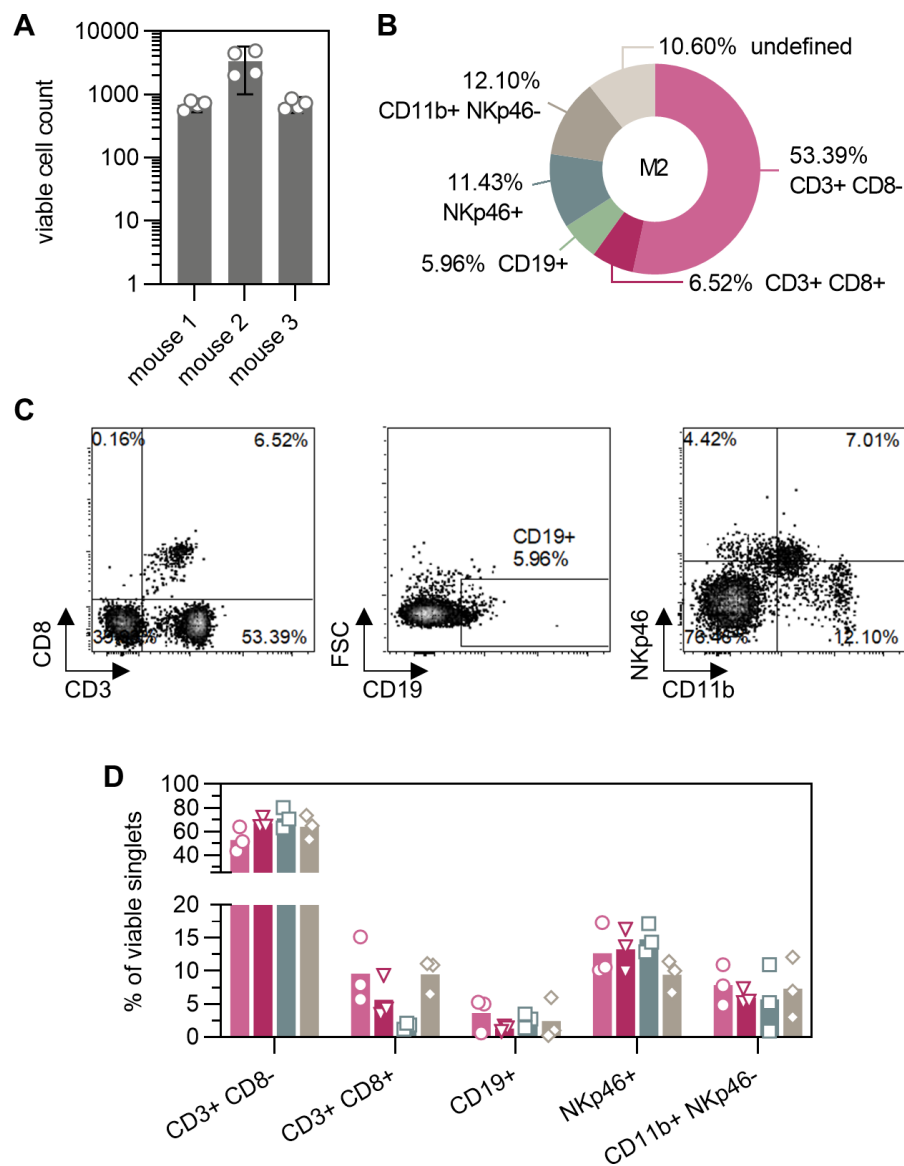 A
viable cell count
10000
1000
100
10
1
mouse 1
mouse 2
mouse 3
B
10.60% undefined
12.10%
CD11b+ NKp46-
53.39%
CD3+ CD8-
M2
11.43%
NKp46+
5.96% CD19+
6.52% CD3+ CD8+
C
0.16%
6.52%
53.39%
CD8
CD3
CD19+
5.96%
FSC
CD19
4.42%
7.01%
12.10%
NKp46
CD11b
D
% of viable singlets
100
80
60
40
20
15
10
5
0
CD3+ CD8-
CD3+ CD8+
CD19+
NKp46+
CD11b+ NKp46-